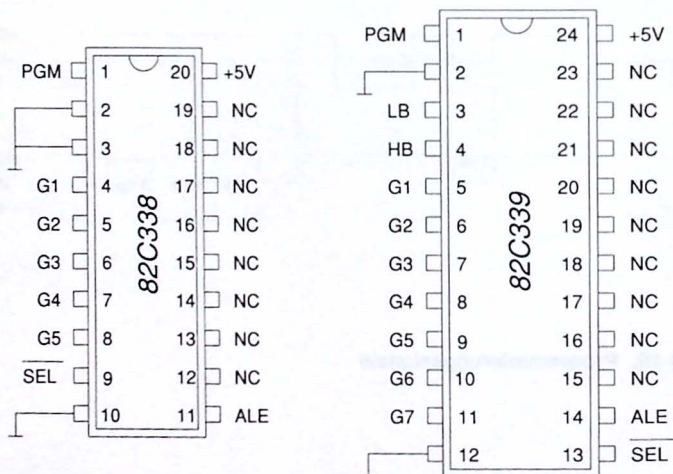 PGM 1 20 +5V
2 19 NC
3 18 NC
G1 4 17 NC
G2 5 16 NC
G3 6 15 NC
G4 7 14 NC
G5 8 13 NC
SEL 9 12 NC
10 11 ALE
82C338
PGM 1 24 +5V
2 23 NC
LB 3 22 NC
HB 4 21 NC
G1 5 20 NC
G2 6 19 NC
G3 7 18 NC
G4 8 17 NC
G5 9 16 NC
G6 10 15 NC
G7 11 14 ALE
12 13 SEL
82C339